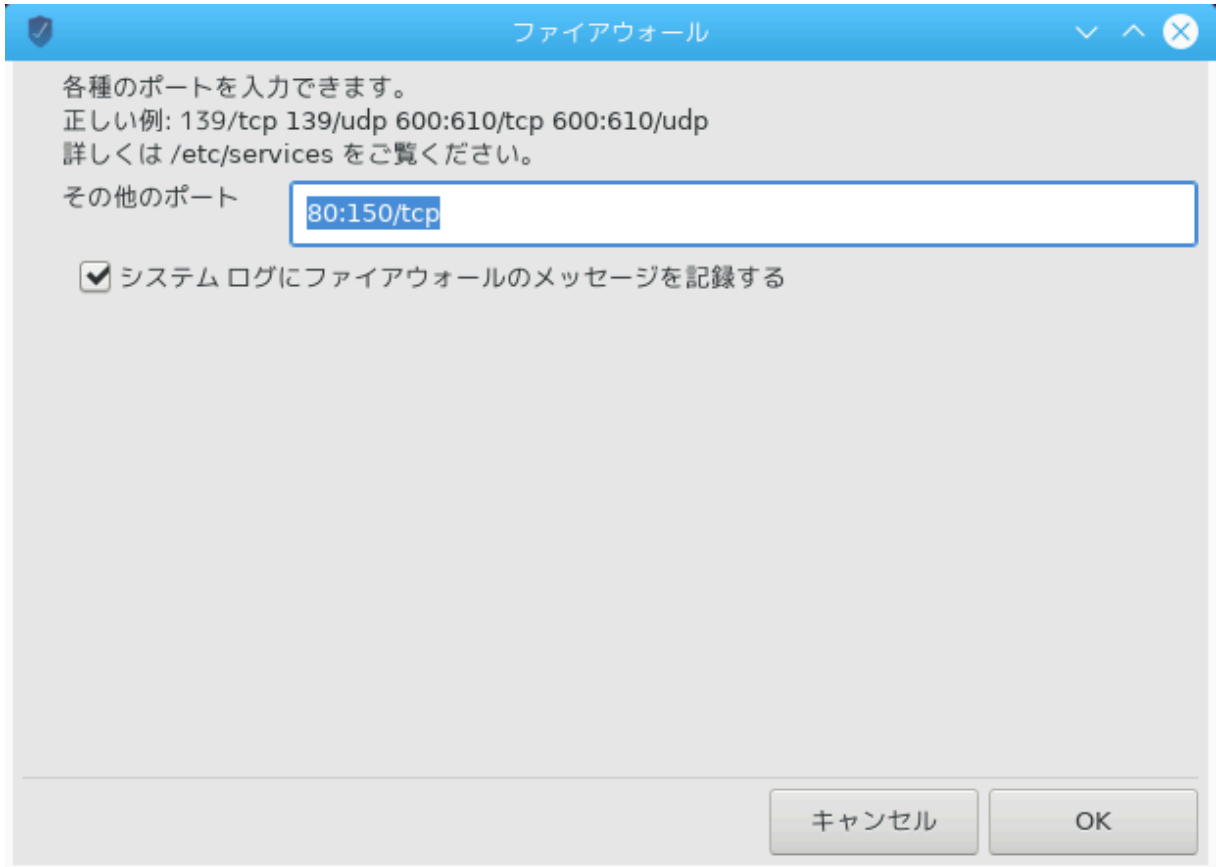 ファイアウォール
各種のポートを入力できます。
正しい例: 139/tcp 139/udp 600:610/tcp 600:610/udp
詳しくは /etc/services をご覧ください。
その他のポート
80:150/tcp
システム ログにファイアウォールのメッセージを記録する
キャンセル
OK